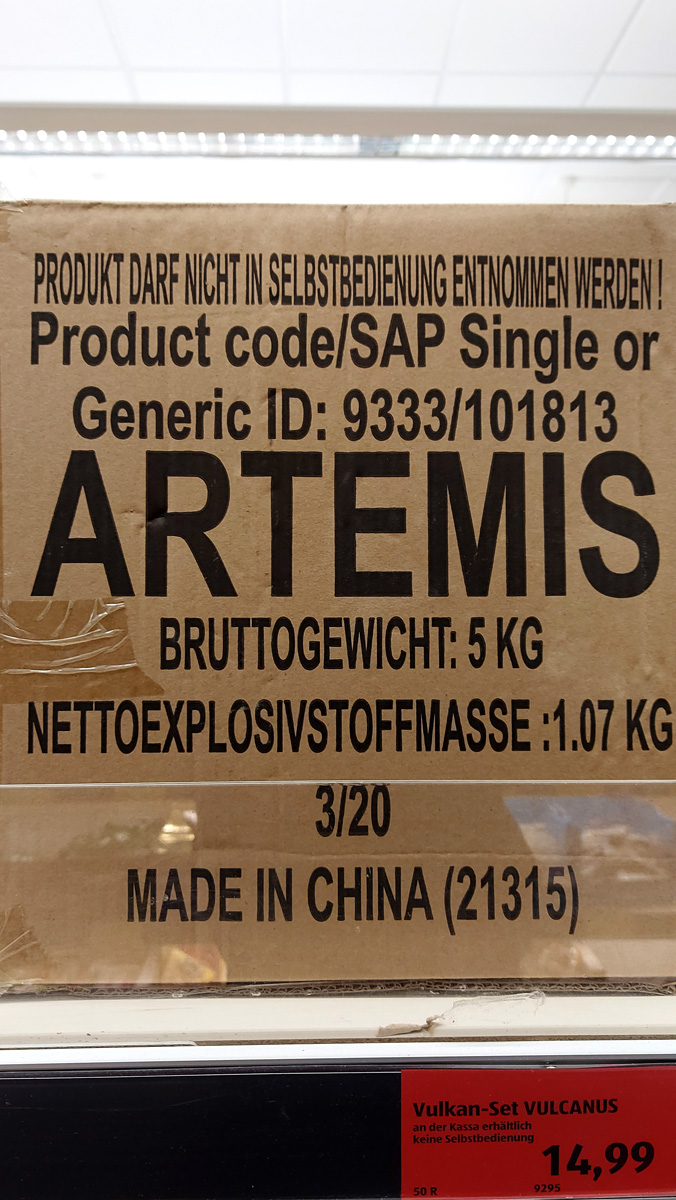 PRODUKT DARF NICHT IN SELBSTBEDIENUNG ENTNOMMEN WERDEN !
Product code/SAP Single or
Generic ID: 9333/101813
ARTEMIS
BRUTTOGEWICHT: 5 KG
NETTOEXPLOSIVSTOFFMASSE :1.07 KG
3/20
MADE IN CHINA (21315)
Vulkan-Set VULCANUS
an der Kassa erhältlich
keine Selbstbedienung
14,99
50 R 9295